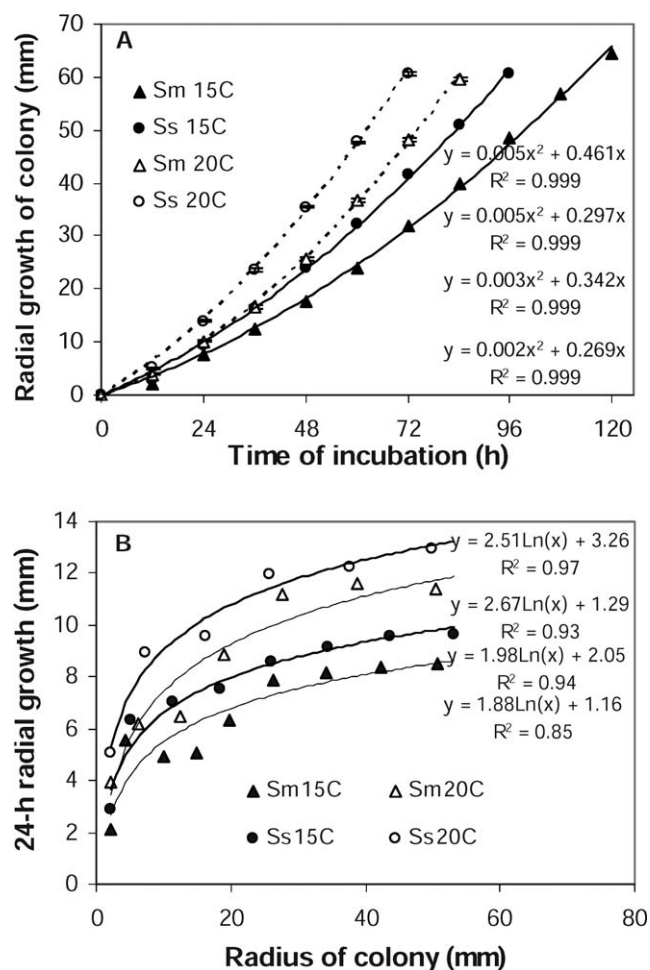 A
70
60
50
40
30
20
10
0
Radial growth of colony (mm)
Sm 15C
Ss 15C
Sm 20C
Ss 20C
y = 0.005x² + 0.461x
R² = 0.999
y = 0.005x² + 0.297x
R² = 0.999
y = 0.003x² + 0.342x
R² = 0.999
y = 0.002x² + 0.269x
R² = 0.999
0 24 48 72 96 120
Time of incubation (h)
B
14
12
10
8
6
4
2
0
24-h radial growth (mm)
y = 2.51Ln(x) + 3.26
R² = 0.97
y = 2.67Ln(x) + 1.29
R² = 0.93
y = 1.98Ln(x) + 2.05
R² = 0.94
y = 1.88Ln(x) + 1.16
R² = 0.85
Sm15C Sm20C
Ss15C Ss20C
0 20 40 60 80
Radius of colony (mm)